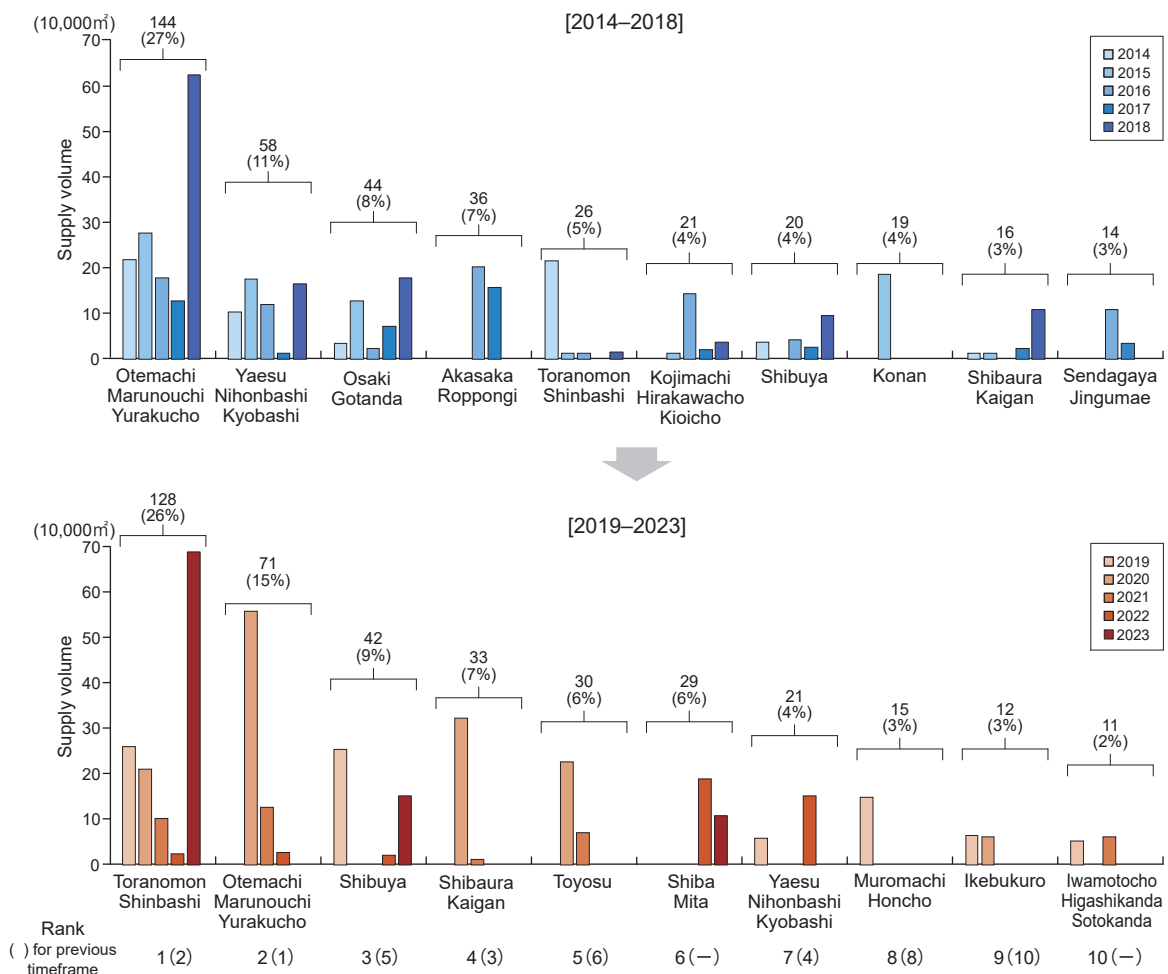 (10,000㎡)
[2014–2018]
Supply volume
70
60
50
40
30
20
10
0
144
(27%)
58
(11%)
44
(8%)
36
(7%)
26
(5%)
21
(4%)
20
(4%)
19
(4%)
16
(3%)
14
(3%)
2014
2015
2016
2017
2018
Otemachi
Marunouchi
Yurakucho
Yaesu
Nihonbashi
Kyobashi
Osaki
Gotanda
Akasaka
Roppongi
Toranomon
Shinbashi
Kojimachi
Hirakawacho
Kioicho
Shibuya
Konan
Shibaura
Kaigan
Sendagaya
Jingumae
(10,000㎡)
[2019–2023]
Supply volume
70
60
50
40
30
20
10
0
128
(26%)
71
(15%)
42
(9%)
33
(7%)
30
(6%)
29
(6%)
21
(4%)
15
(3%)
12
(3%)
11
(2%)
2019
2020
2021
2022
2023
Toranomon
Shinbashi
Otemachi
Marunouchi
Yurakucho
Shibuya
Shibaura
Kaigan
Toyosu
Shiba
Mita
Yaesu
Nihonbashi
Kyobashi
Muromachi
Honcho
Ikebukuro
Iwamotocho
Higashikanda
Sotokanda
Rank
( ) for previous
timeframe
1(2) 2(1) 3(5) 4(3) 5(6) 6(—) 7(4) 8(8) 9(10) 10(—)